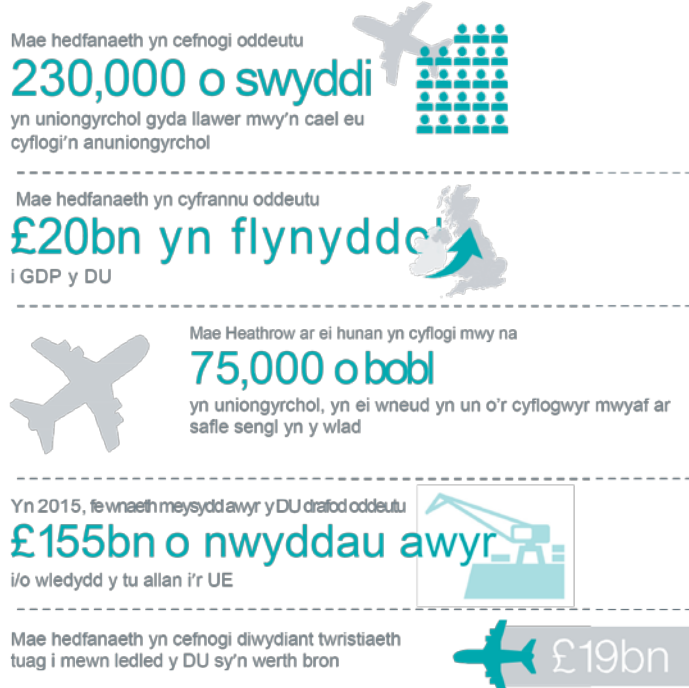 Mae hedfanaeth yn cefnogi oddeutu
230,000 o swyddi
yn uniongyrchol gyda llawer mwy'n cael eu
cyflogi'n anuniongyrchol
Mae hedfanaeth yn cyfrannu oddeutu
£20bn yn flynyddol
i GDP y DU
Mae Heathrow ar ei hunan yn cyflogi mwy na
75,000 o bobl
yn uniongyrchol, yn ei wneud yn un o'r cyflogwyr mwyaf ar
safle sengl yn y wlad
Yn 2015, fe wnaeth meysydd awyr y DU drafod oddeutu
£155bn o nwyddau awyr
i/o wledydd y tu allan i'r UE
Mae hedfanaeth yn cefnogi diwydiant twristiaeth
tuag i mewn ledled y DU sy'n werth bron
£19bn